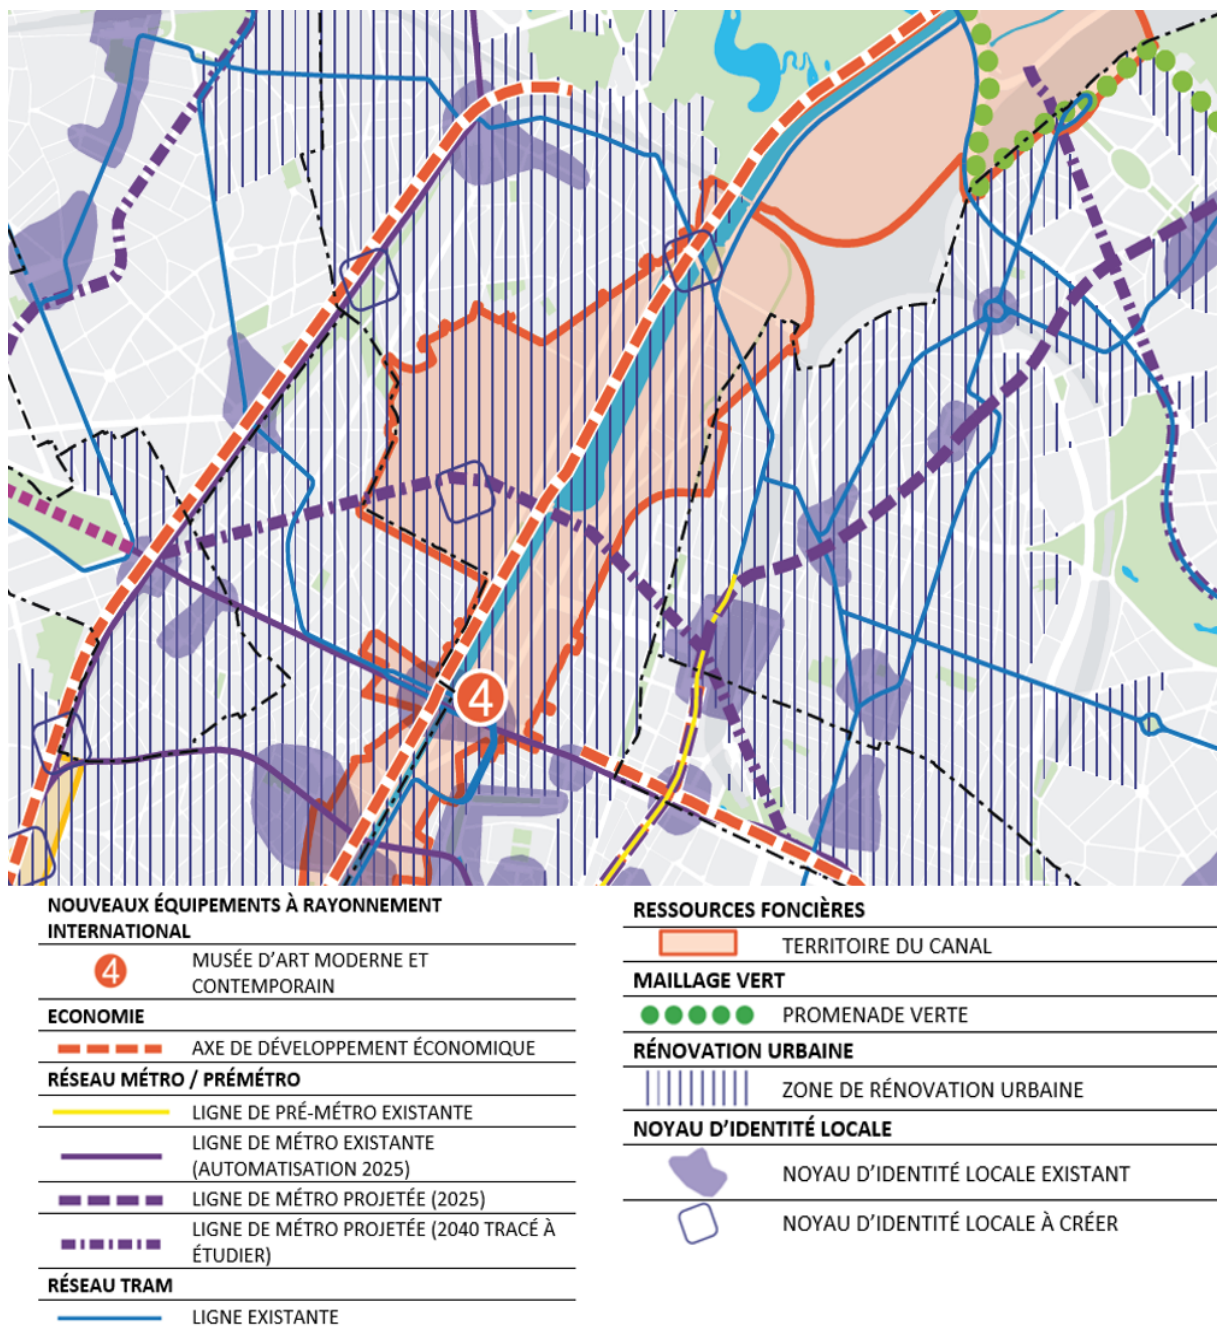 4
NOUVEAUX ÉQUIPEMENTS À RAYONNEMENT
INTERNATIONAL
4
MUSÉE D'ART MODERNE ET
CONTEMPORAIN
ECONOMIE
AXE DE DÉVELOPPEMENT ÉCONOMIQUE
RÉSEAU MÉTRO / PRÉMÉTRO
LIGNE DE PRÉ-MÉTRO EXISTANTE
LIGNE DE MÉTRO EXISTANTE
(AUTOMATISATION 2025)
LIGNE DE MÉTRO PROJETÉE (2025)
LIGNE DE MÉTRO PROJETÉE (2040 TRACÉ À
ÉTUDIER)
RÉSEAU TRAM
LIGNE EXISTANTE
RESSOURCES FONCIÈRES
TERRITOIRE DU CANAL
MAILLAGE VERT
PROMENADE VERTE
RÉNOVATION URBAINE
ZONE DE RÉNOVATION URBAINE
NOYAU D'IDENTITÉ LOCALE
NOYAU D'IDENTITÉ LOCALE EXISTANT
NOYAU D'IDENTITÉ LOCALE À CRÉER